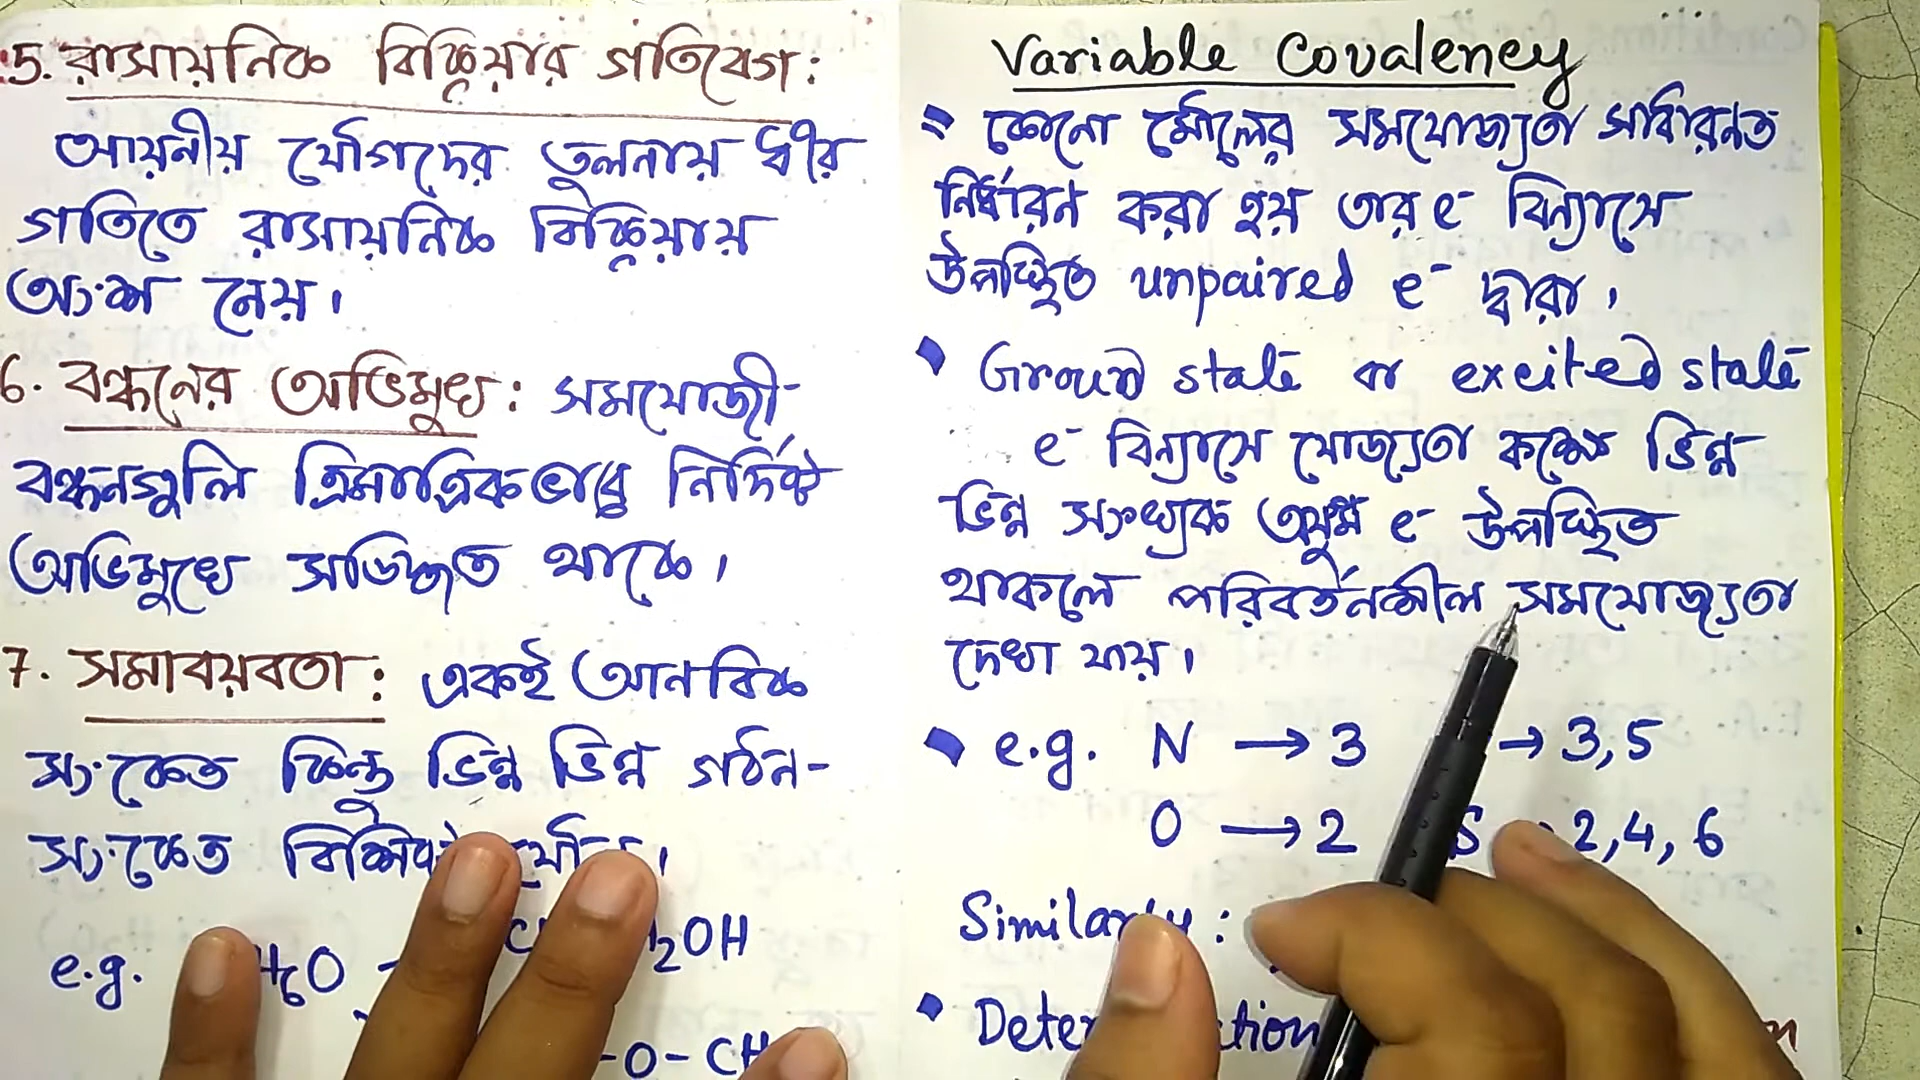 5. রাসায়নিক বিক্রিয়ার গতিবেগ:
আয়নীয় যৌগদের তুলনায় ধীর
গতিতে রাসায়নিক বিক্রিয়ায়
অংশ নেয়।
6. বন্ধনের অভিমুখ: সমযোজী
বন্ধনগুলি ত্রিমাত্রিকভাবে নির্দিষ্ট
অভিমুখে সজ্জিত থাকে।
7. সমাবয়বতা: একই আনবিক
সংকেত কিন্তু ভিন্ন ভিন্ন গঠন-
সংকেত
e.g.
Variable Covalency
কোনো মৌলের সমযোজ্যতা সাধারনত
নির্ধারন করা হয় তার e⁻ বিন্যাসে
উপস্থিত unpaired e⁻ দ্বারা।
Ground state বা excited state
e⁻ বিন্যাসে যোজ্যতা কক্ষে ভিন্ন
ভিন্ন সংখ্যক অযুগ্ম e⁻ উপস্থিত
থাকলে পরিবর্তনশীল সমযোজ্যতা
দেখা যায়।
e.g. N → 3 → 3,5
O → 2 S 2,4,6